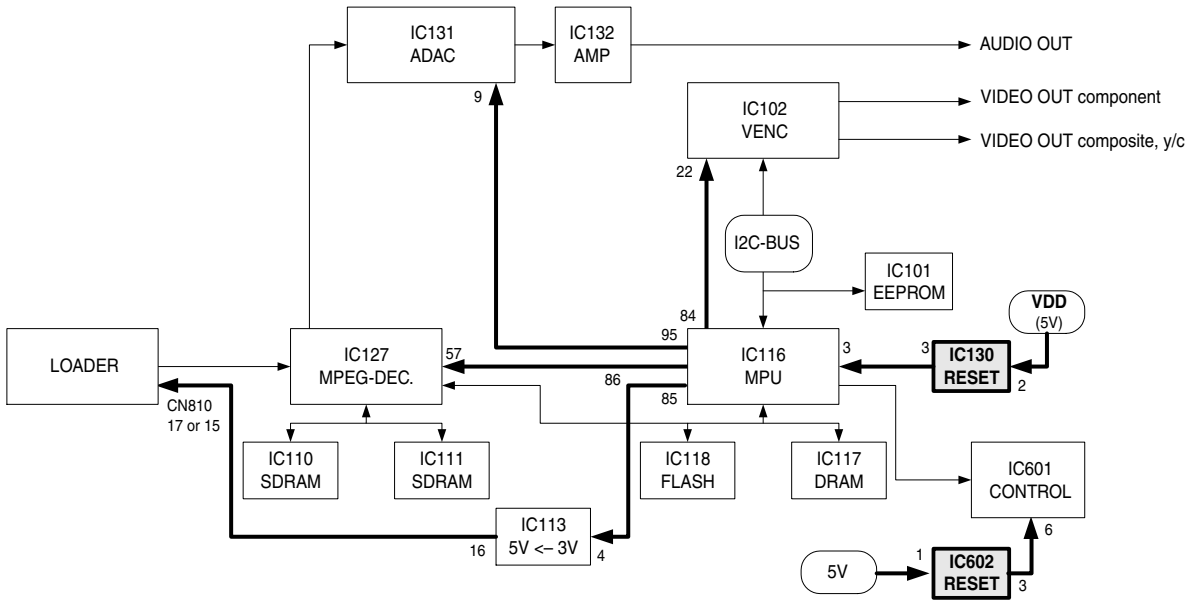 IC131
ADAC
IC132
AMP
AUDIO OUT
9
IC102
VENC
VIDEO OUT component
VIDEO OUT composite, y/c
22
I2C-BUS
IC101
EEPROM
VDD
(5V)
84
95
LOADER
IC127
MPEG-DEC.
57
IC116
MPU
3
3
IC130
RESET
2
86
85
CN810
17 or 15
IC110
SDRAM
IC111
SDRAM
IC118
FLASH
IC117
DRAM
IC601
CONTROL
6
16
IC113
5V <– 3V
4
5V
1
IC602
RESET
3